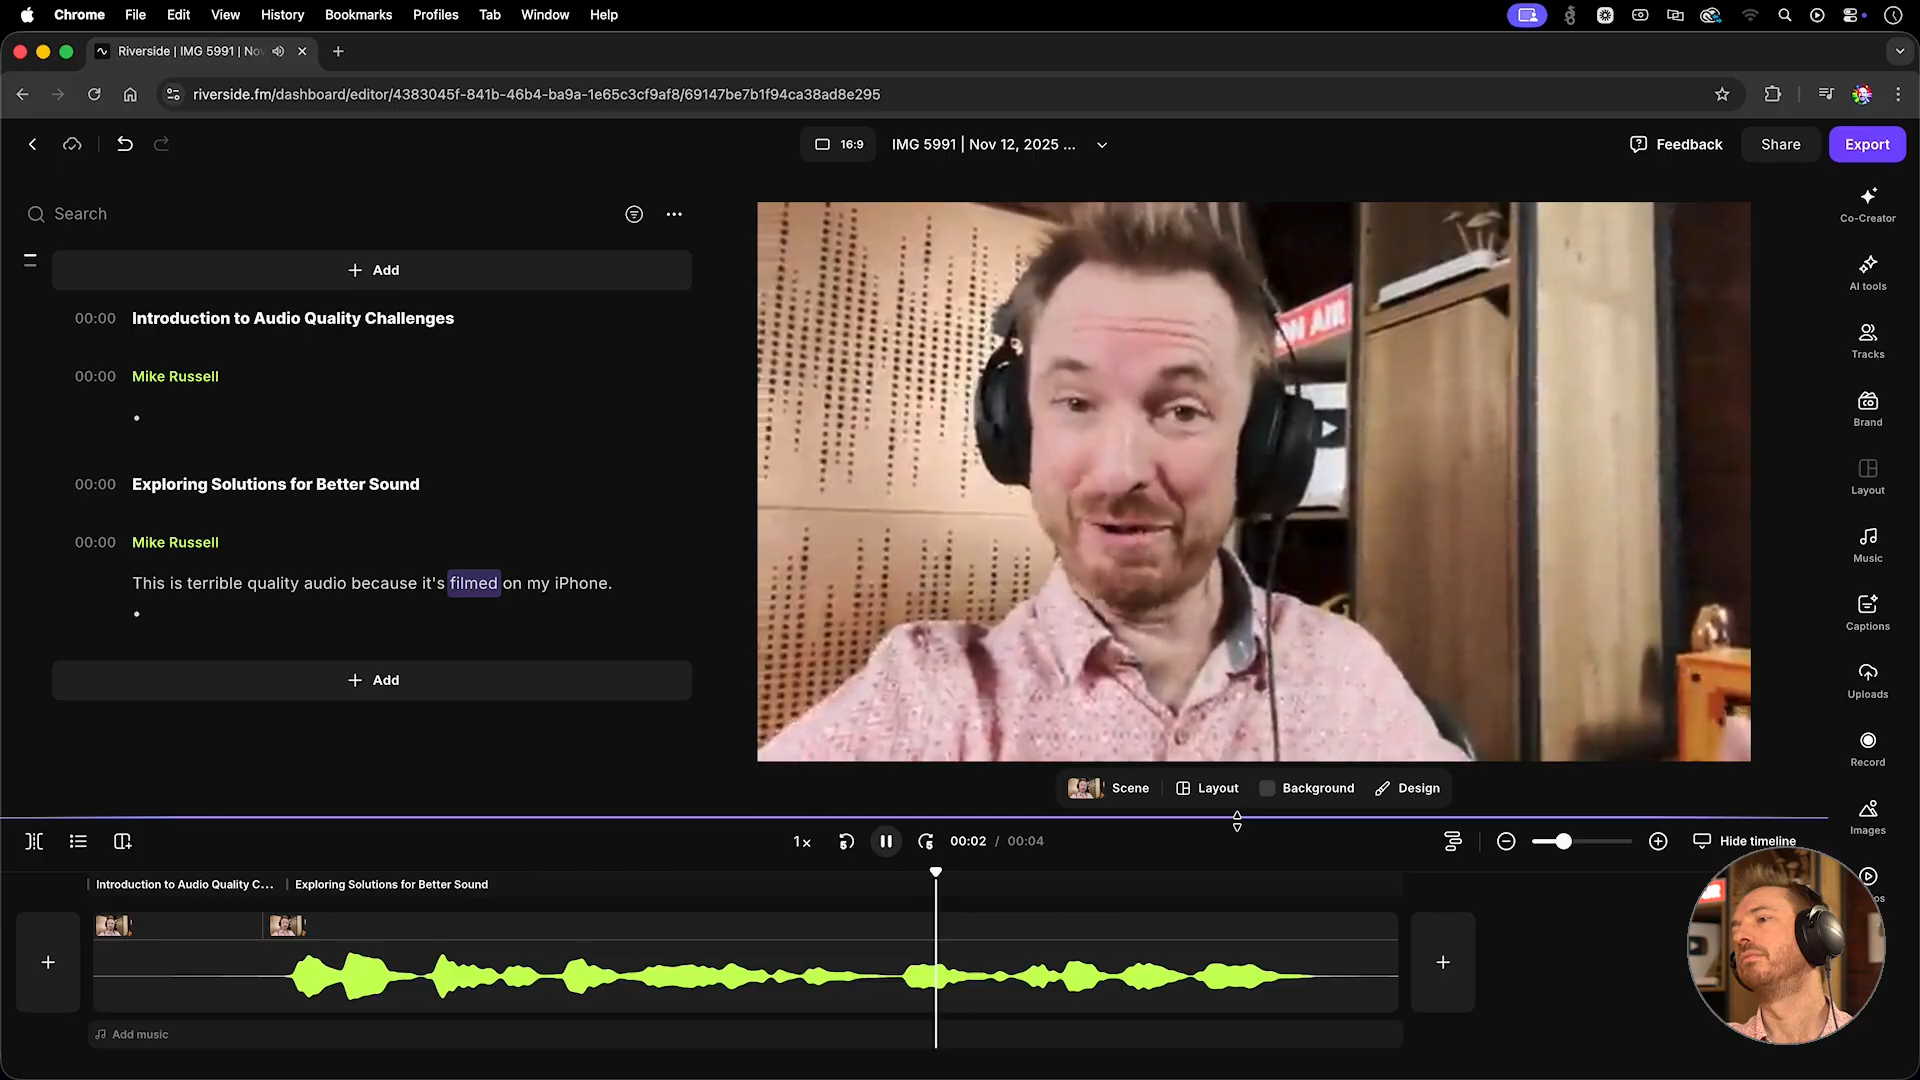 Chrome File Edit View History Bookmarks Profiles Tab Window Help
Riverside | IMG 5991 | Nov
riverside.fm/dashboard/editor/4383045f-841b-46b4-ba9a-1e65c3cf9af8/69147be7b1f94ca38ad8e295
16:9 IMG 5991 | Nov 12, 2025 ... Feedback Share Export
Search
Add
00:00 Introduction to Audio Quality Challenges
00:00 Mike Russell
00:00 Exploring Solutions for Better Sound
00:00 Mike Russell
This is terrible quality audio because it's filmed on my iPhone.
Add
ON AIR
Co-Creator
AI tools
Tracks
Brand
Layout
Music
Captions
Uploads
Record
Images
Scene Layout Background Design
1x 5 5 00:02 / 00:04 Hide timeline
Introduction to Audio Quality C... Exploring Solutions for Better Sound
Add music